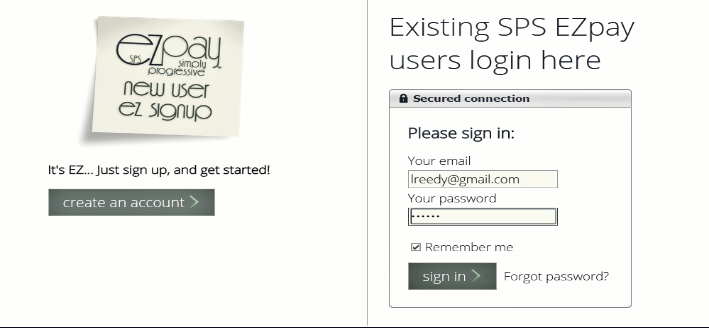 EZpay
SPS
simply
progressive
new user
ez signup
It's EZ... Just sign up, and get started!
create an account >
Existing SPS EZpay
users login here
Secured connection
Please sign in:
Your email
lreedy@gmail.com
Your password
••••••
Remember me
sign in >
Forgot password?